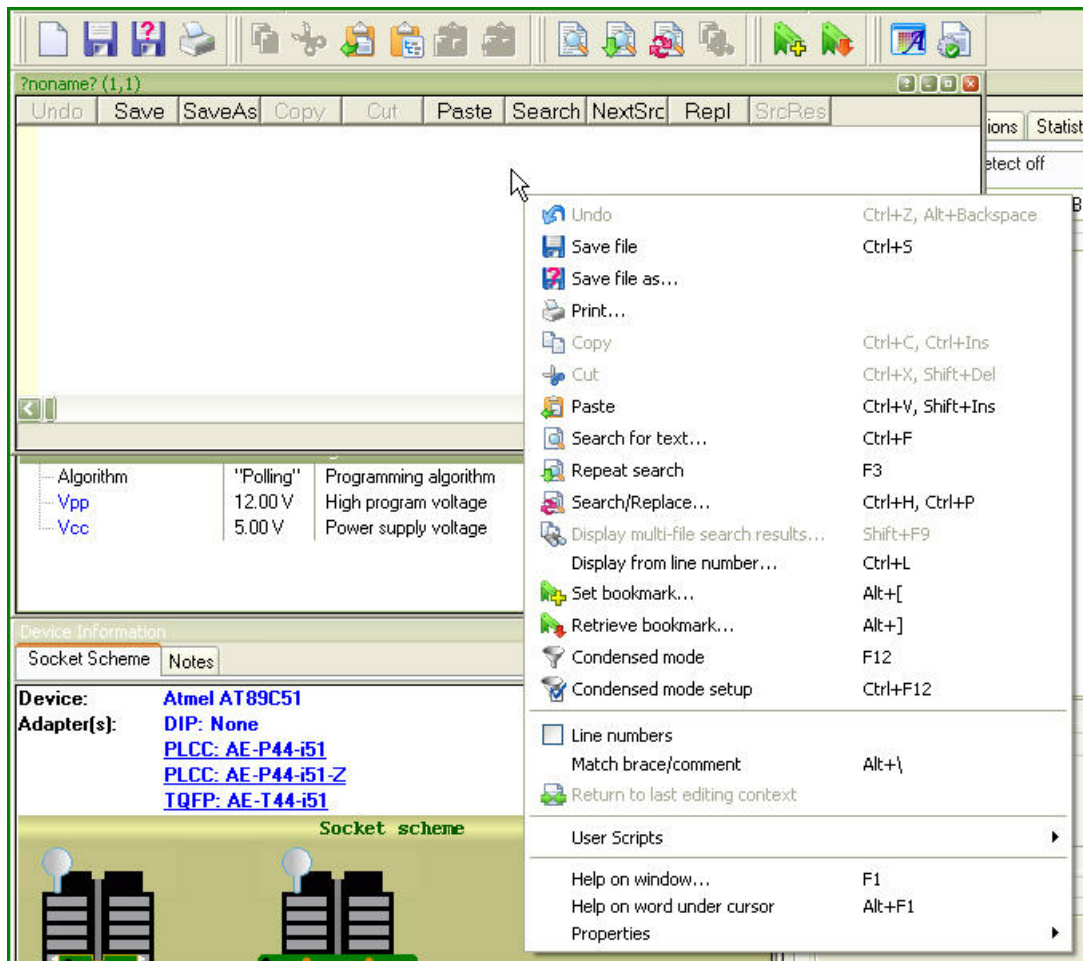 ?noname? (1,1)
Undo Save SaveAs Copy Cut Paste Search NextSrc Repl SrcRes
ions Statist
etect off
B
Undo Ctrl+Z, Alt+Backspace
Save file Ctrl+S
Save file as...
Print...
Copy Ctrl+C, Ctrl+Ins
Cut Ctrl+X, Shift+Del
Paste Ctrl+V, Shift+Ins
Search for text... Ctrl+F
Repeat search F3
Search/Replace... Ctrl+H, Ctrl+P
Display multi-file search results... Shift+F9
Display from line number... Ctrl+L
Set bookmark... Alt+[
Retrieve bookmark... Alt+]
Condensed mode F12
Condensed mode setup Ctrl+F12
Line numbers
Match brace/comment Alt+\
Return to last editing context
User Scripts
Help on window... F1
Help on word under cursor Alt+F1
Properties
Algorithm "Polling" Programming algorithm
Vpp 12.00 V High program voltage
Vcc 5.00 V Power supply voltage
Device Information
Socket Scheme Notes
Device: Atmel AT89C51
Adapter(s): DIP: None
PLCC: AE-P44-i51
PLCC: AE-P44-i51-Z
TQFP: AE-T44-i51
Socket scheme